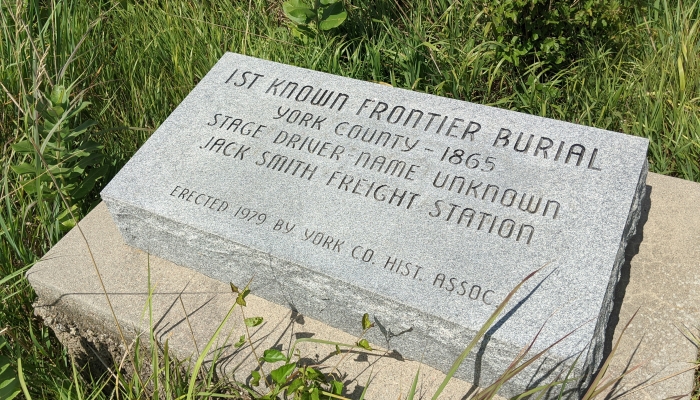 1ST KNOWN FRONTIER BURIAL
YORK COUNTY - 1865
STAGE DRIVER NAME UNKNOWN
JACK SMITH FREIGHT STATION
ERECTED 1979 BY YORK CO. HIST. ASSOC.